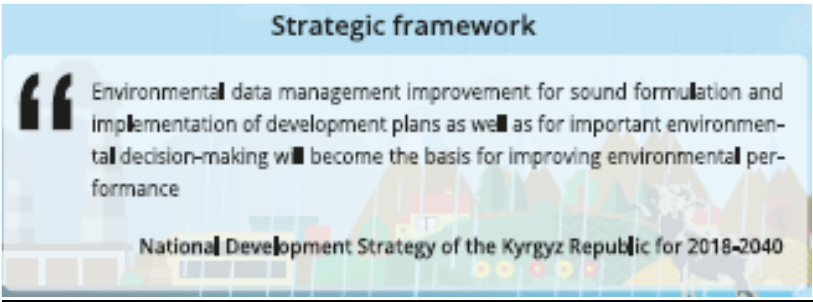 Strategic framework
“
Environmental data management improvement for sound formulation and
implementation of development plans as well as for important environmen-
tal decision-making will become the basis for improving environmental per-
formance
National Development Strategy of the Kyrgyz Republic for 2018-2040